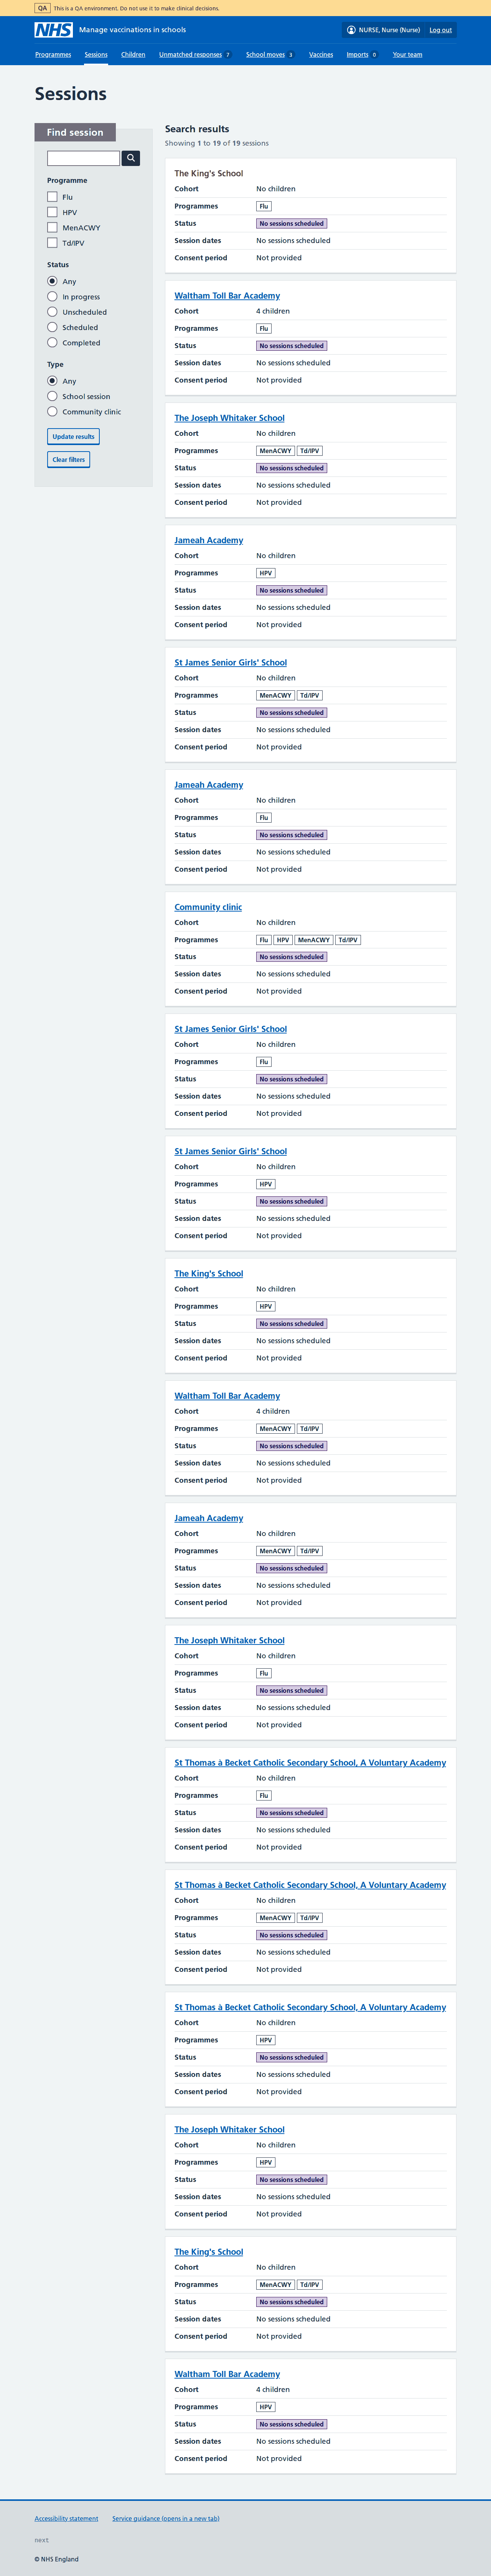 QA This is a QA environment. Do not use it to make clinical decisions.
NHS Manage vaccinations in schools NURSE, Nurse (Nurse) Log out
Programmes Sessions Children Unmatched responses 7 School moves 3 Vaccines Imports 0 Your team
Sessions
Find session
Programme
Flu
HPV
MenACWY
Td/IPV
Status
Any
In progress
Unscheduled
Scheduled
Completed
Type
Any
School session
Community clinic
Update results
Clear filters
Search results
Showing 1 to 19 of 19 sessions
The King's School
Cohort No children
Programmes Flu
Status No sessions scheduled
Session dates No sessions scheduled
Consent period Not provided
Waltham Toll Bar Academy
Cohort 4 children
Programmes Flu
Status No sessions scheduled
Session dates No sessions scheduled
Consent period Not provided
The Joseph Whitaker School
Cohort No children
Programmes MenACWY Td/IPV
Status No sessions scheduled
Session dates No sessions scheduled
Consent period Not provided
Jameah Academy
Cohort No children
Programmes HPV
Status No sessions scheduled
Session dates No sessions scheduled
Consent period Not provided
St James Senior Girls' School
Cohort No children
Programmes MenACWY Td/IPV
Status No sessions scheduled
Session dates No sessions scheduled
Consent period Not provided
Jameah Academy
Cohort No children
Programmes Flu
Status No sessions scheduled
Session dates No sessions scheduled
Consent period Not provided
Community clinic
Cohort No children
Programmes Flu HPV MenACWY Td/IPV
Status No sessions scheduled
Session dates No sessions scheduled
Consent period Not provided
St James Senior Girls' School
Cohort No children
Programmes Flu
Status No sessions scheduled
Session dates No sessions scheduled
Consent period Not provided
St James Senior Girls' School
Cohort No children
Programmes HPV
Status No sessions scheduled
Session dates No sessions scheduled
Consent period Not provided
The King's School
Cohort No children
Programmes HPV
Status No sessions scheduled
Session dates No sessions scheduled
Consent period Not provided
Waltham Toll Bar Academy
Cohort 4 children
Programmes MenACWY Td/IPV
Status No sessions scheduled
Session dates No sessions scheduled
Consent period Not provided
Jameah Academy
Cohort No children
Programmes MenACWY Td/IPV
Status No sessions scheduled
Session dates No sessions scheduled
Consent period Not provided
The Joseph Whitaker School
Cohort No children
Programmes Flu
Status No sessions scheduled
Session dates No sessions scheduled
Consent period Not provided
St Thomas à Becket Catholic Secondary School, A Voluntary Academy
Cohort No children
Programmes Flu
Status No sessions scheduled
Session dates No sessions scheduled
Consent period Not provided
St Thomas à Becket Catholic Secondary School, A Voluntary Academy
Cohort No children
Programmes MenACWY Td/IPV
Status No sessions scheduled
Session dates No sessions scheduled
Consent period Not provided
St Thomas à Becket Catholic Secondary School, A Voluntary Academy
Cohort No children
Programmes HPV
Status No sessions scheduled
Session dates No sessions scheduled
Consent period Not provided
The Joseph Whitaker School
Cohort No children
Programmes HPV
Status No sessions scheduled
Session dates No sessions scheduled
Consent period Not provided
The King's School
Cohort No children
Programmes MenACWY Td/IPV
Status No sessions scheduled
Session dates No sessions scheduled
Consent period Not provided
Waltham Toll Bar Academy
Cohort 4 children
Programmes HPV
Status No sessions scheduled
Session dates No sessions scheduled
Consent period Not provided
Accessibility statement Service guidance (opens in a new tab)
next
© NHS England